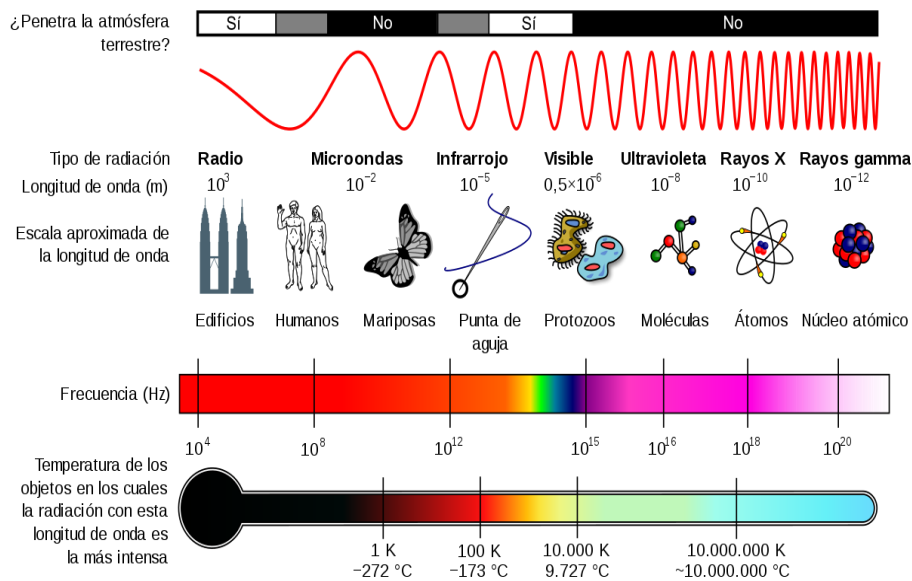 ¿Penetra la atmósfera
terrestre?
Sí
No
Sí
No
Tipo de radiación
Radio
Microondas
Infrarrojo
Visible
Ultravioleta
Rayos X
Rayos gamma
Longitud de onda (m)
10³
10⁻²
10⁻⁵
0,5×10⁻⁶
10⁻⁸
10⁻¹⁰
10⁻¹²
Escala aproximada de
la longitud de onda
Edificios
Humanos
Mariposas
Punta de
aguja
Protozoos
Moléculas
Átomos
Núcleo atómico
Frecuencia (Hz)
10⁴
10⁸
10¹²
10¹⁵
10¹⁶
10¹⁸
10²⁰
Temperatura de los
objetos en los cuales
la radiación con esta
longitud de onda es
la más intensa
1 K
−272 °C
100 K
−173 °C
10.000 K
9.727 °C
10.000.000 K
~10.000.000 °C